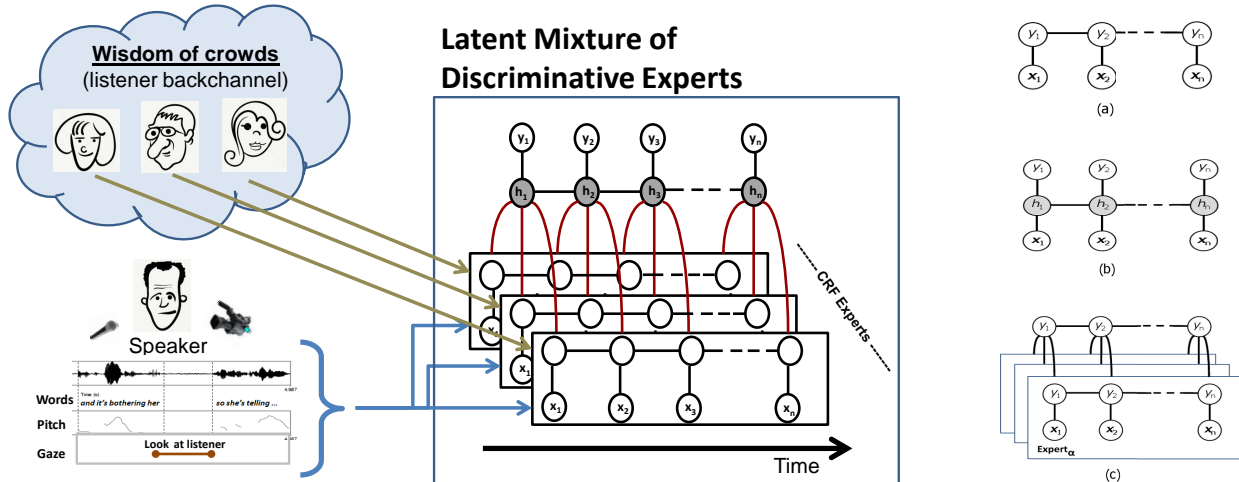 Wisdom of crowds
(listener backchannel)
Latent Mixture of
Discriminative Experts
y1 y2 y3 yn
h1 h2 h3 hn
CRF Experts
x
x1
x1 x2 x3 xn
Time
Speaker
Words
Time (s)
and it's bothering her
so she's telling ...
Pitch
Gaze
Look at listener
y1 y2 yn
x1 x2 xn
(a)
y1 y2 yn
h1 h2 hn
x1 x2 xn
(b)
y1 y2 yn
y1 y2 yn
x1 x2 xn
Expertα
(c)